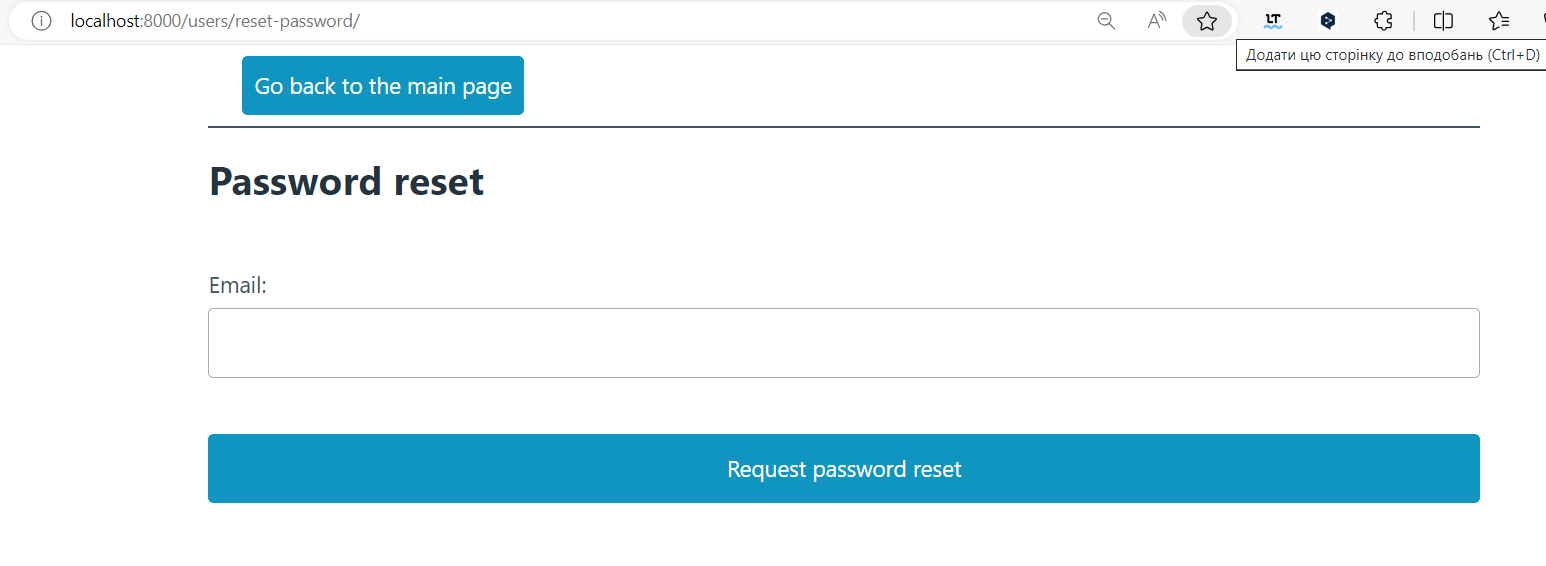 localhost:8000/users/reset-password/
A
LT
Додати цю сторінку до вподобань (Ctrl+D)
Go back to the main page
Password reset
Email:
Request password reset